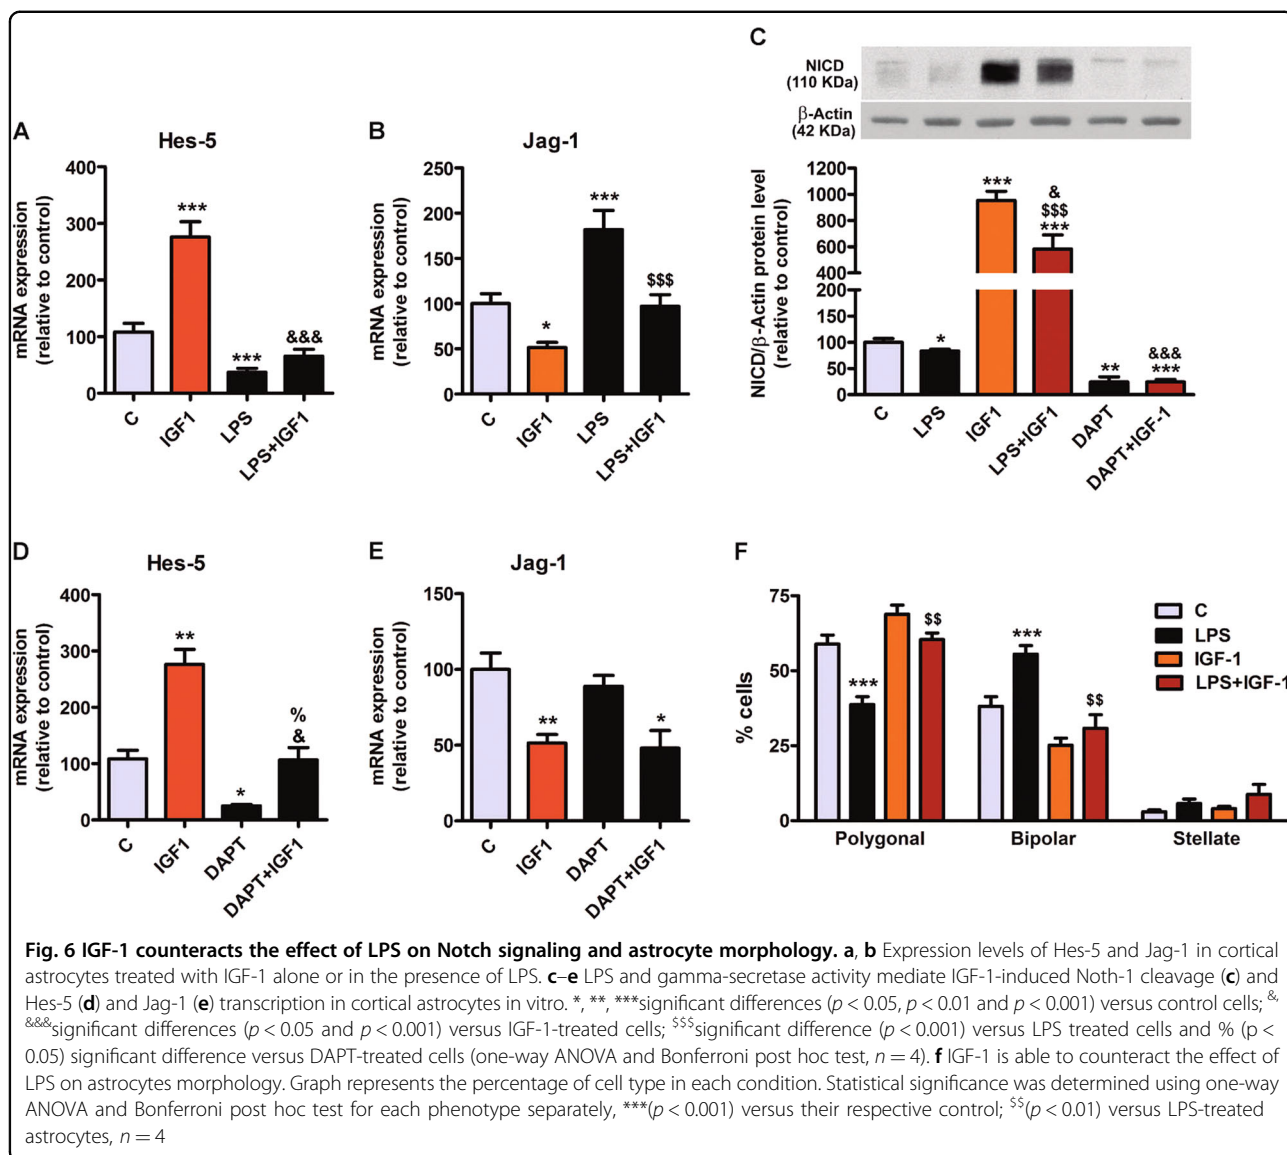 C
NICD
(110 KDa)
β-Actin
(42 KDa)
A
Hes-5
mRNA expression
(relative to control)
400
300
200
100
0
***
***
&&&
C
IGF1
LPS
LPS+IGF1
B
Jag-1
mRNA expression
(relative to control)
250
200
150
100
50
0
*
***
$$$
C
IGF1
LPS
LPS+IGF1
NICD/β-Actin protein level
(relative to control)
1200
1000
800
600
400
200
150
100
50
0
*
***
&
$$$
***
**
&&&
***
C
LPS
IGF1
LPS+IGF1
DAPT
DAPT+IGF-1
D
Hes-5
mRNA expression
(relative to control)
400
300
200
100
0
**
*
%
&
C
IGF1
DAPT
DAPT+IGF1
E
Jag-1
mRNA expression
(relative to control)
150
100
50
0
**
*
C
IGF1
DAPT
DAPT+IGF1
F
% cells
75
50
25
0
***
$$
***
$$
Polygonal
Bipolar
Stellate
C
LPS
IGF-1
LPS+IGF-1
Fig. 6 IGF-1 counteracts the effect of LPS on Notch signaling and astrocyte morphology. a, b Expression levels of Hes-5 and Jag-1 in cortical
astrocytes treated with IGF-1 alone or in the presence of LPS. c–e LPS and gamma-secretase activity mediate IGF-1-induced Noth-1 cleavage (c) and
Hes-5 (d) and Jag-1 (e) transcription in cortical astrocytes in vitro. *, **, ***significant differences (p < 0.05, p < 0.01 and p < 0.001) versus control cells; &,
&&&significant differences (p < 0.05 and p < 0.001) versus IGF-1-treated cells; $$$significant difference (p < 0.001) versus LPS treated cells and % (p <
0.05) significant difference versus DAPT-treated cells (one-way ANOVA and Bonferroni post hoc test, n = 4). f IGF-1 is able to counteract the effect of
LPS on astrocytes morphology. Graph represents the percentage of cell type in each condition. Statistical significance was determined using one-way
ANOVA and Bonferroni post hoc test for each phenotype separately, ***(p < 0.001) versus their respective control; $$(p < 0.01) versus LPS-treated
astrocytes, n = 4